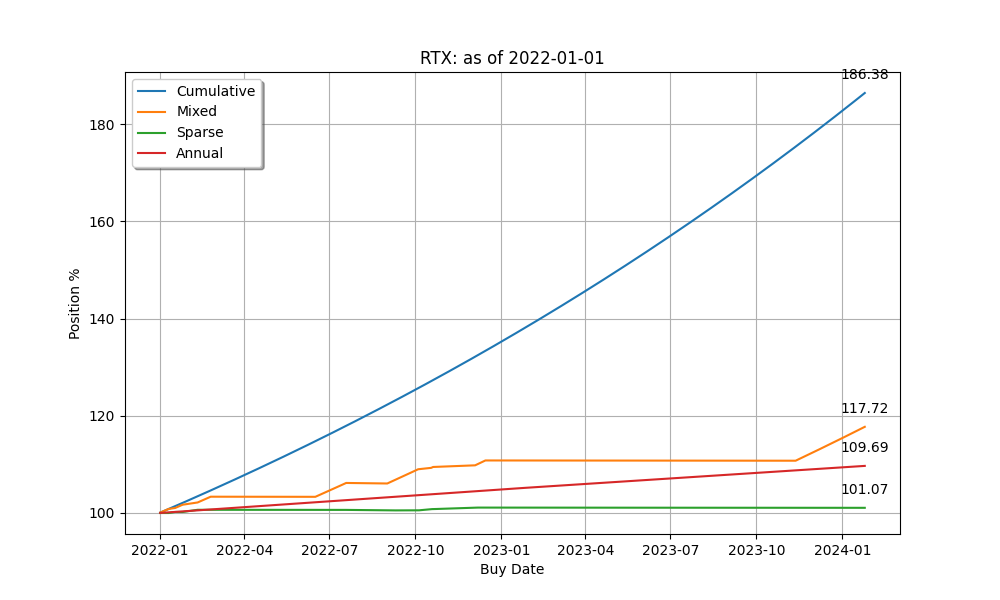 RTX: as of 2022-01-01
186.38
Cumulative
Mixed
Sparse
Annual
180
160
140
120
100
117.72
109.69
101.07
Position %
2022-01 2022-04 2022-07 2022-10 2023-01 2023-04 2023-07 2023-10 2024-01
Buy Date